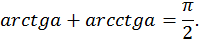 arctga + arcctga = π/2.